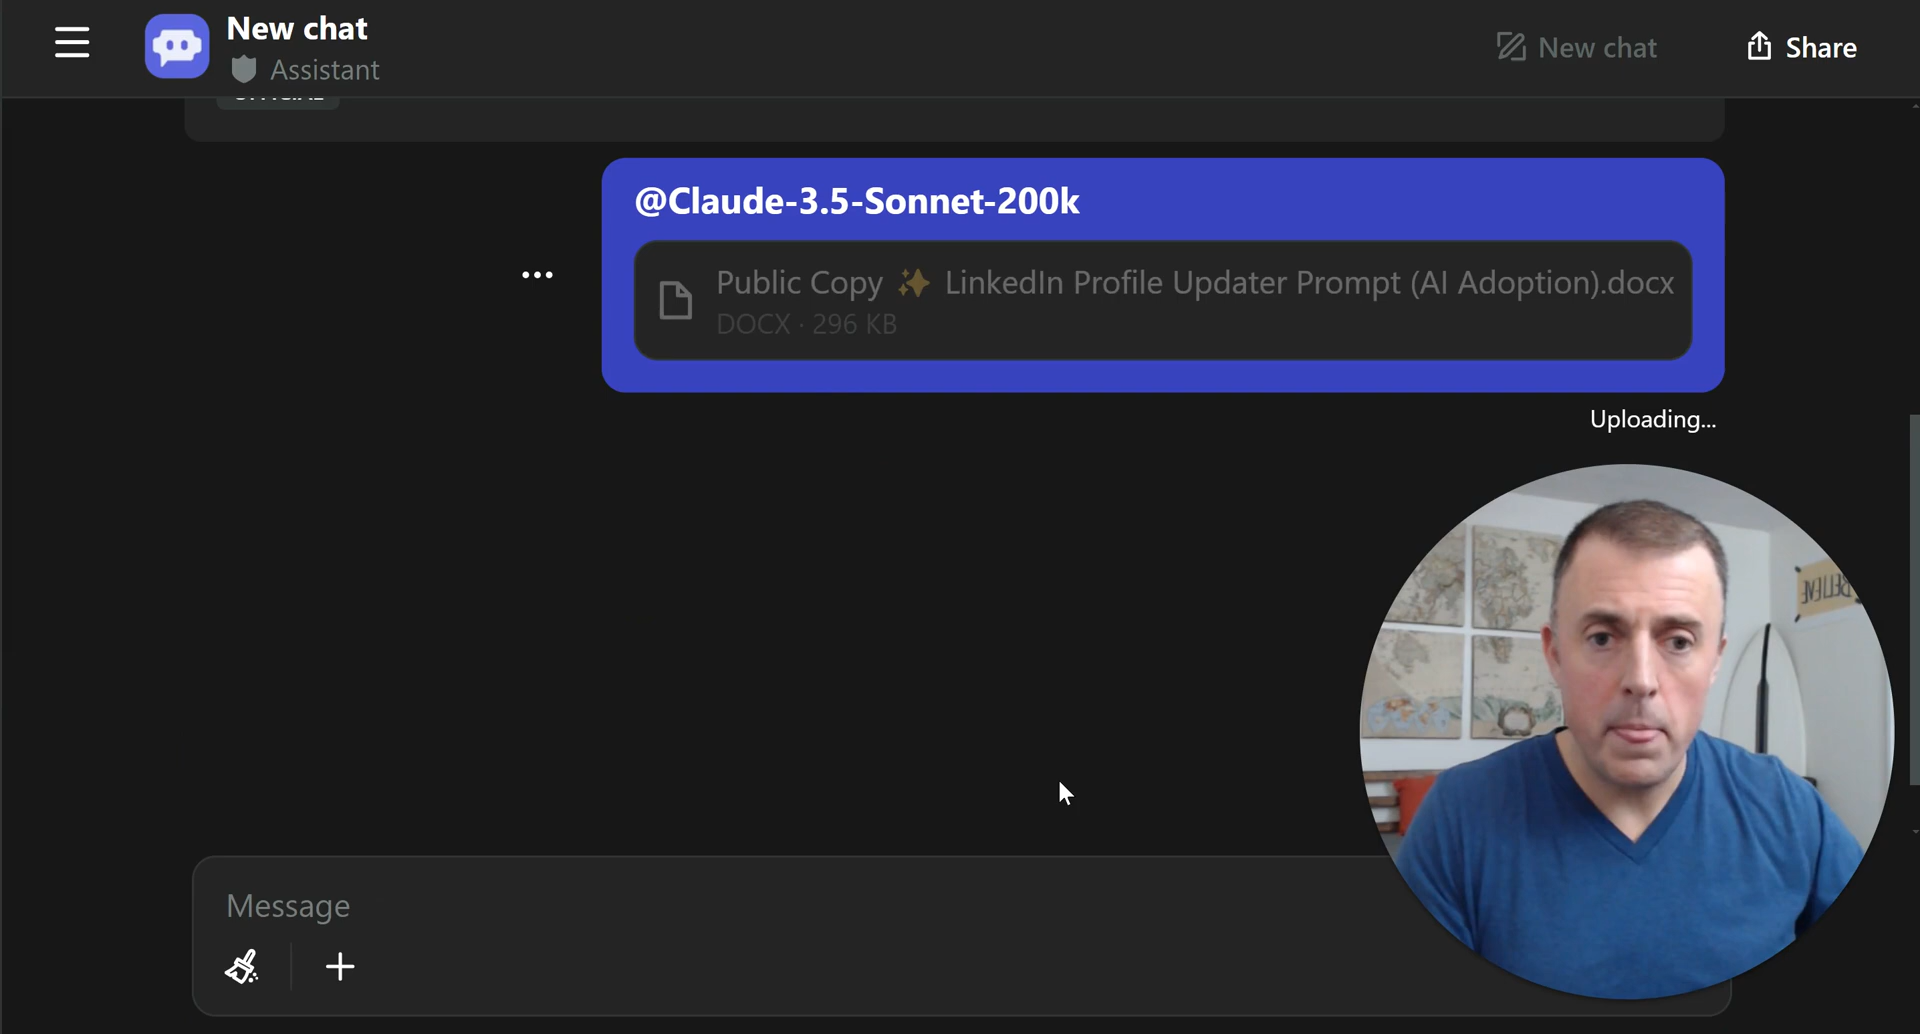 New chat
Assistant
New chat
Share
@Claude-3.5-Sonnet-200k
Public Copy ✨ LinkedIn Profile Updater Prompt (AI Adoption).docx
DOCX · 296 KB
Uploading...
BELIEVE
Message